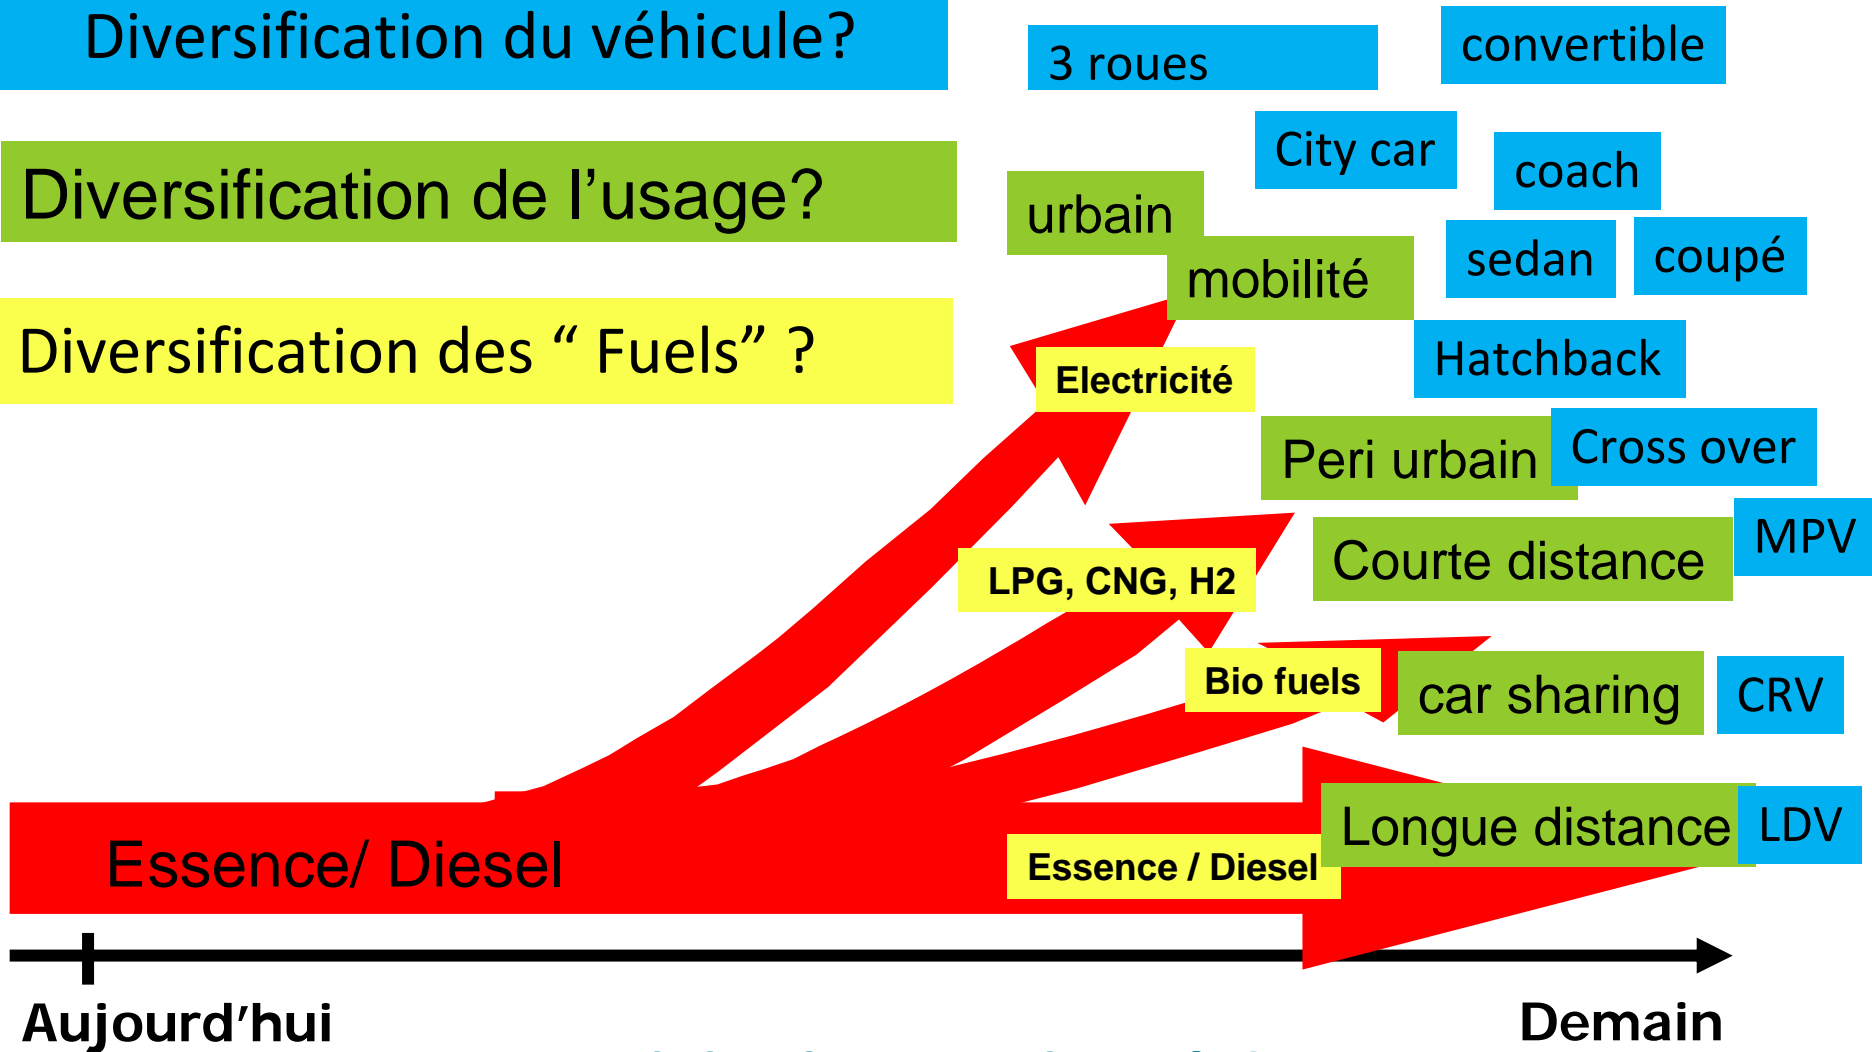 Diversification du véhicule?
3 roues
convertible
City car
coach
Diversification de l'usage?
urbain
mobilité
sedan
coupé
Diversification des “ Fuels” ?
Electricité
Hatchback
Peri urbain
Cross over
MPV
LPG, CNG, H2
Courte distance
Bio fuels
car sharing
CRV
Essence/ Diesel
Essence / Diesel
Longue distance
LDV
Aujourd'hui
Demain